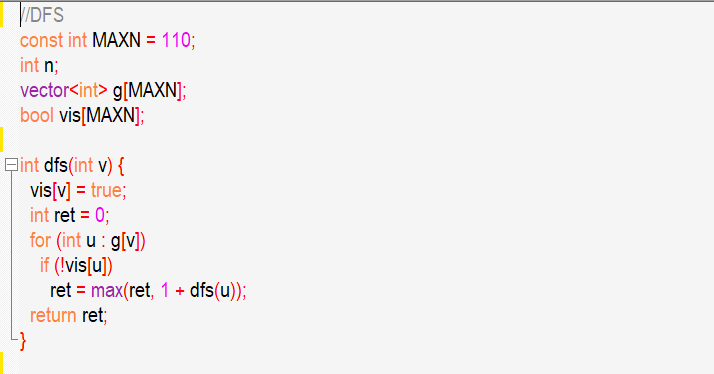 //DFS
const int MAXN = 110;
int n;
vector<int> g[MAXN];
bool vis[MAXN];
int dfs(int v) {
vis[v] = true;
int ret = 0;
for (int u : g[v])
if (!vis[u])
ret = max(ret, 1 + dfs(u));
return ret;
}